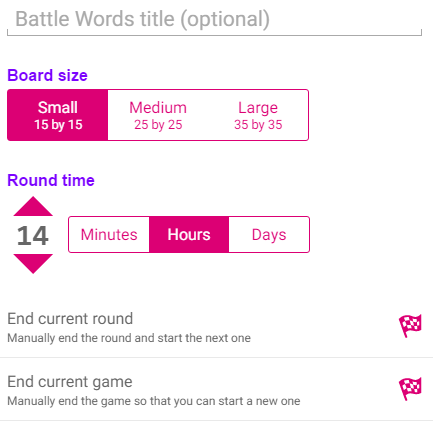 Battle Words title (optional)
Board size
Small Medium Large
15 by 15 25 by 25 35 by 35
Round time
14 Minutes Hours Days
End current round
Manually end the round and start the next one
End current game
Manually end the game so that you can start a new one